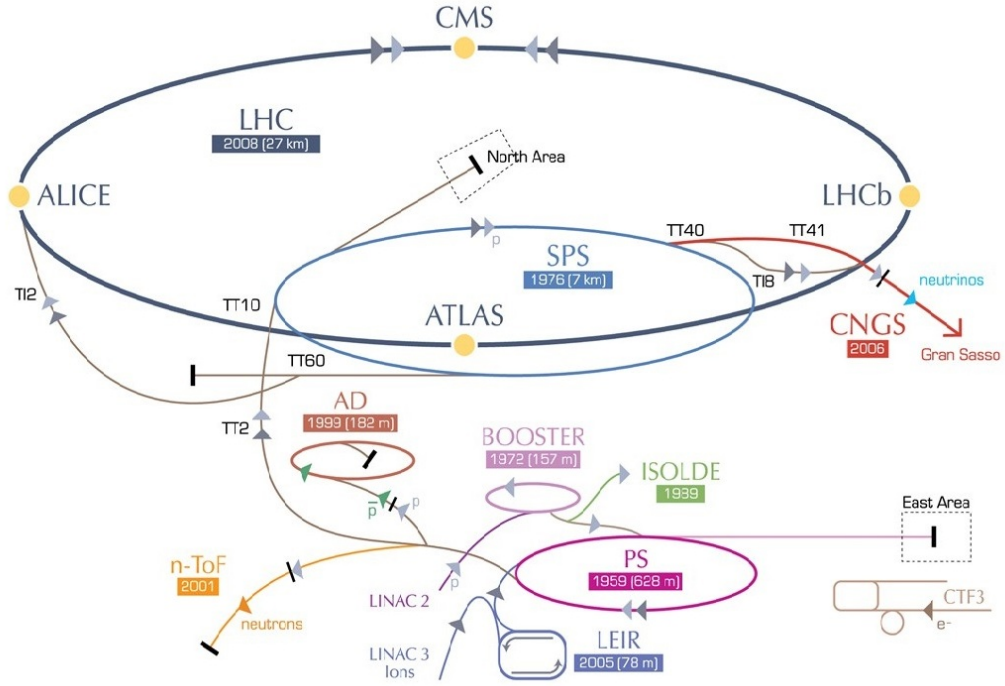 CMS
LHC
2008 (27 km)
North Area
ALICE
LHCb
TT40
TT41
p
SPS
1976 (7 km)
TI8
neutrinos
TI2
TT10
ATLAS
CNGS
2006
Gran Sasso
TT60
AD
1999 (182 m)
TT2
BOOSTER
1972 (157 m)
ISOLDE
1989
p̅
p
East Area
n-ToF
2001
PS
1959 (628 m)
p
LINAC 2
CTF3
e-
neutrons
LINAC 3
Ions
LEIR
2005 (78 m)